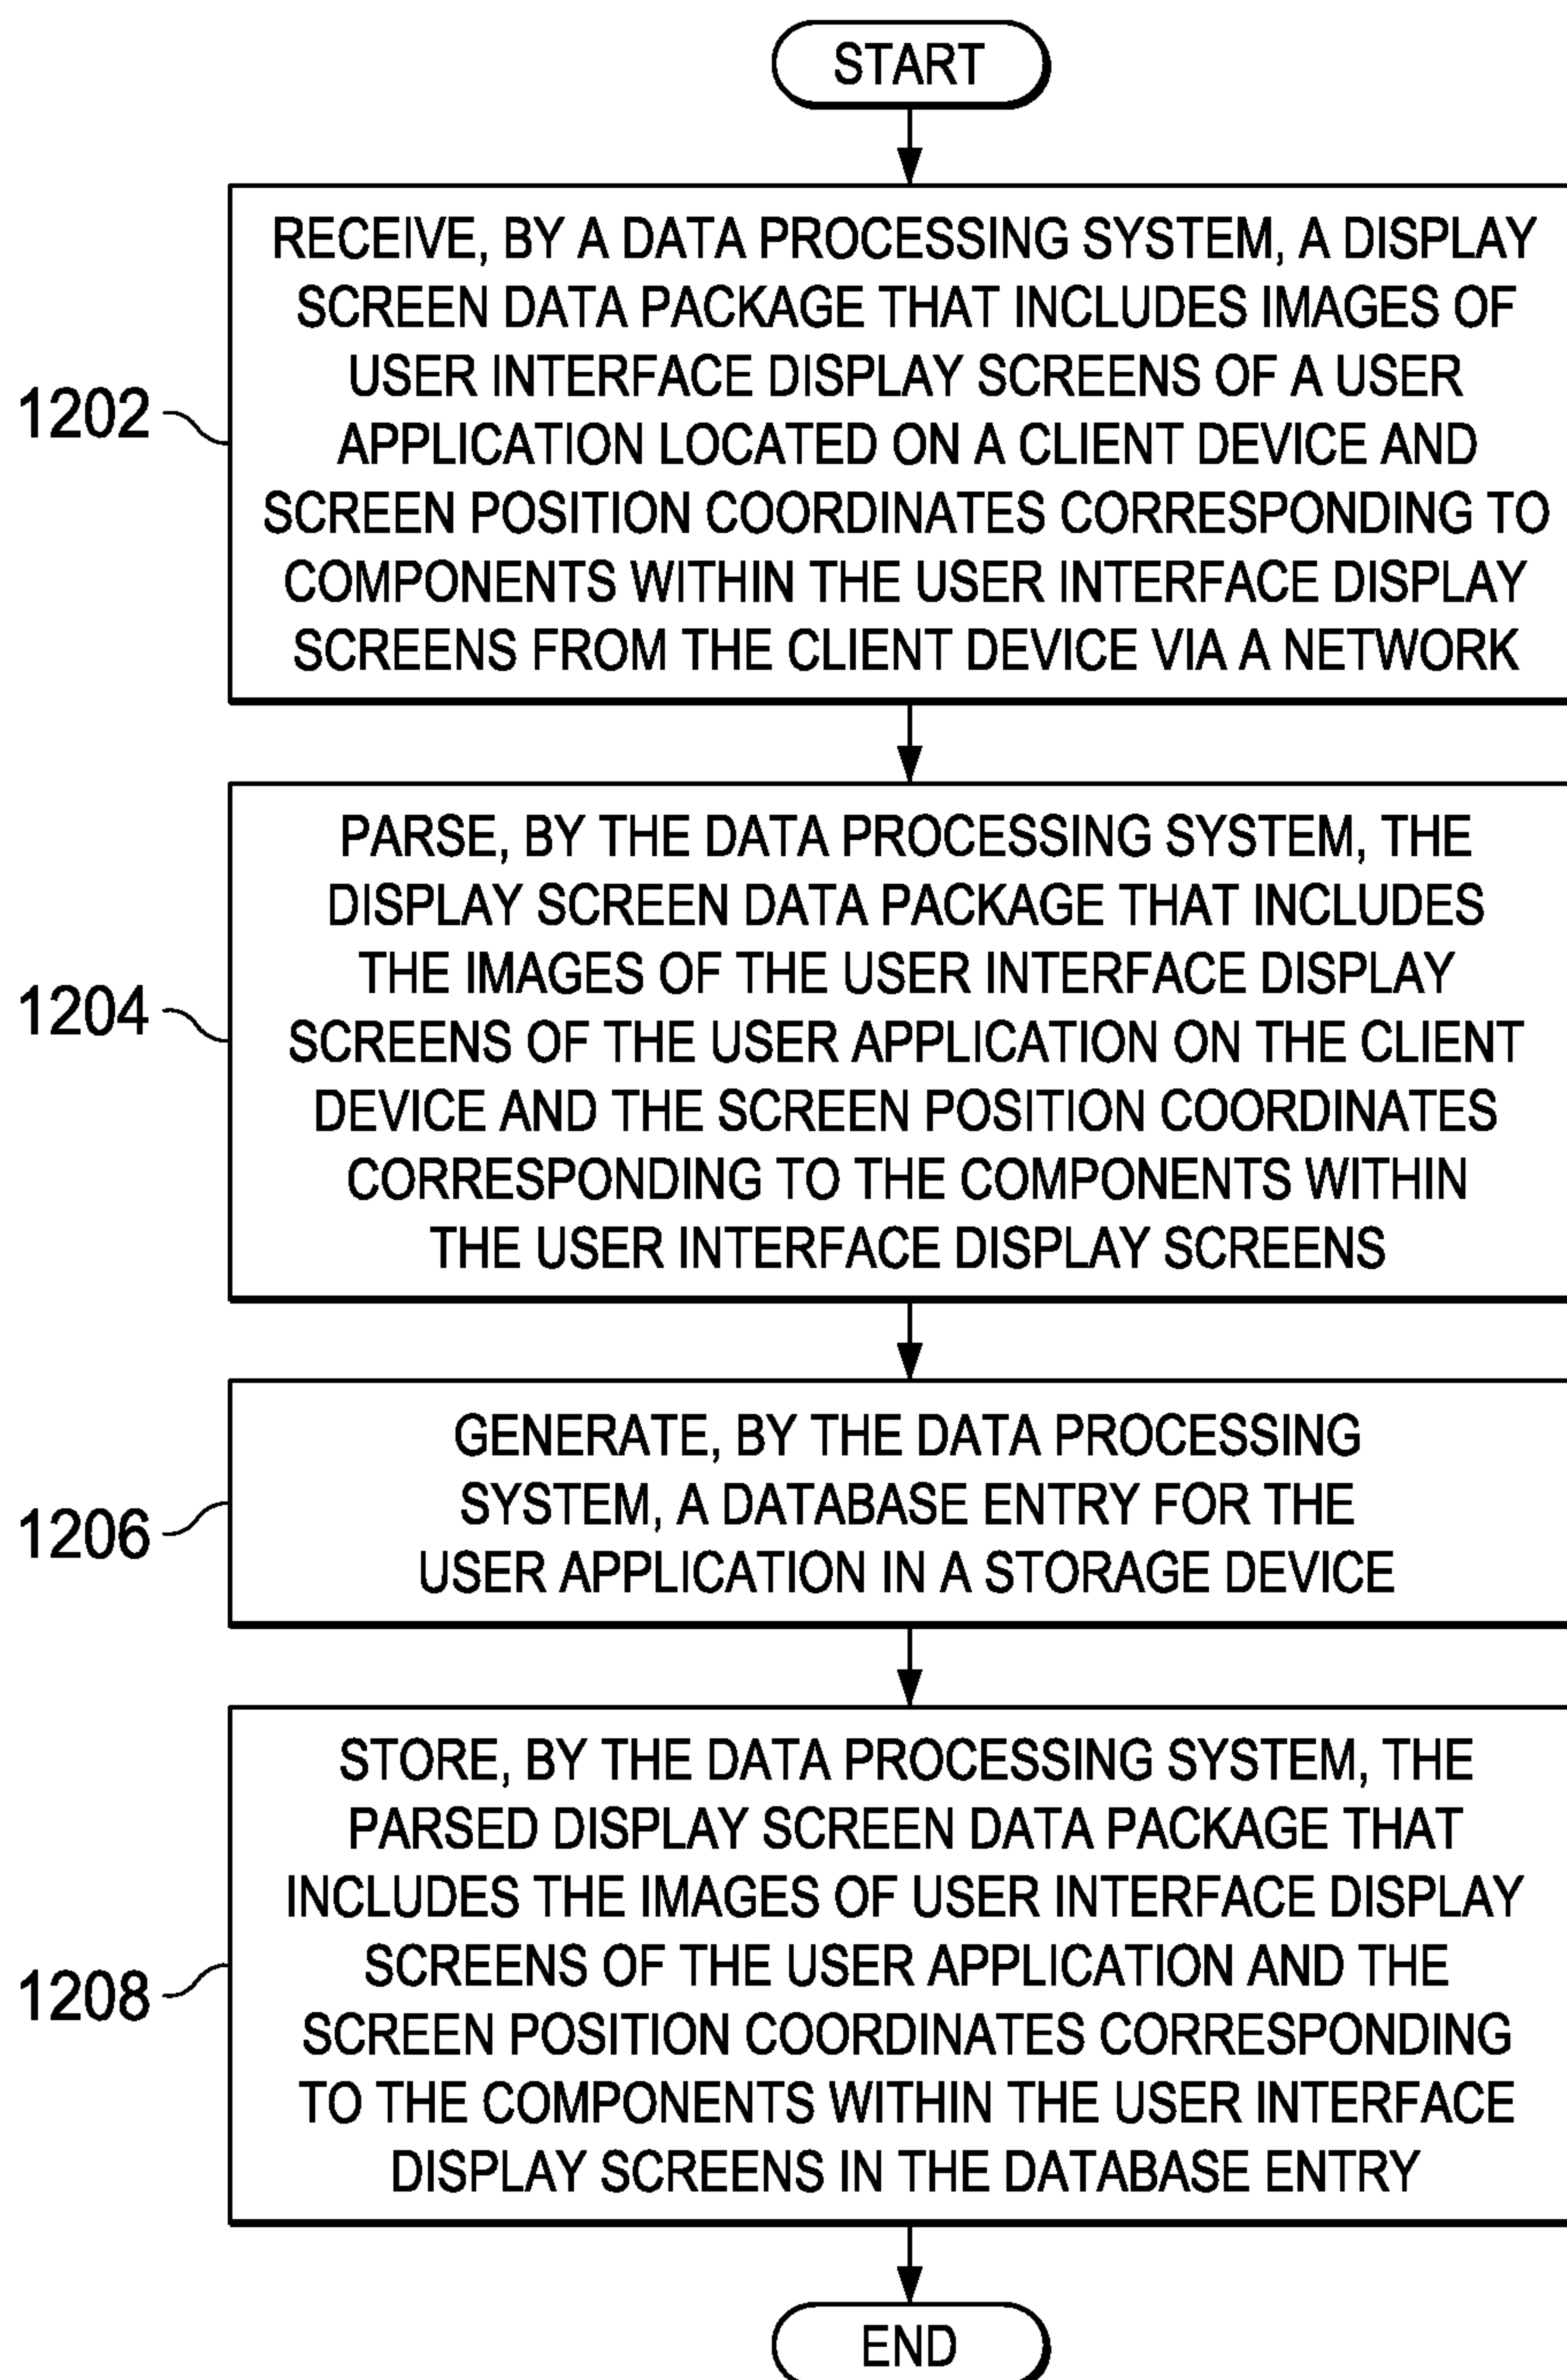 START
RECEIVE, BY A DATA PROCESSING SYSTEM, A DISPLAY
SCREEN DATA PACKAGE THAT INCLUDES IMAGES OF
USER INTERFACE DISPLAY SCREENS OF A USER
APPLICATION LOCATED ON A CLIENT DEVICE AND
SCREEN POSITION COORDINATES CORRESPONDING TO
COMPONENTS WITHIN THE USER INTERFACE DISPLAY
SCREENS FROM THE CLIENT DEVICE VIA A NETWORK
1202
PARSE, BY THE DATA PROCESSING SYSTEM, THE
DISPLAY SCREEN DATA PACKAGE THAT INCLUDES
THE IMAGES OF THE USER INTERFACE DISPLAY
SCREENS OF THE USER APPLICATION ON THE CLIENT
DEVICE AND THE SCREEN POSITION COORDINATES
CORRESPONDING TO THE COMPONENTS WITHIN
THE USER INTERFACE DISPLAY SCREENS
1204
GENERATE, BY THE DATA PROCESSING
SYSTEM, A DATABASE ENTRY FOR THE
USER APPLICATION IN A STORAGE DEVICE
1206
STORE, BY THE DATA PROCESSING SYSTEM, THE
PARSED DISPLAY SCREEN DATA PACKAGE THAT
INCLUDES THE IMAGES OF USER INTERFACE DISPLAY
SCREENS OF THE USER APPLICATION AND THE
SCREEN POSITION COORDINATES CORRESPONDING
TO THE COMPONENTS WITHIN THE USER INTERFACE
DISPLAY SCREENS IN THE DATABASE ENTRY
1208
END